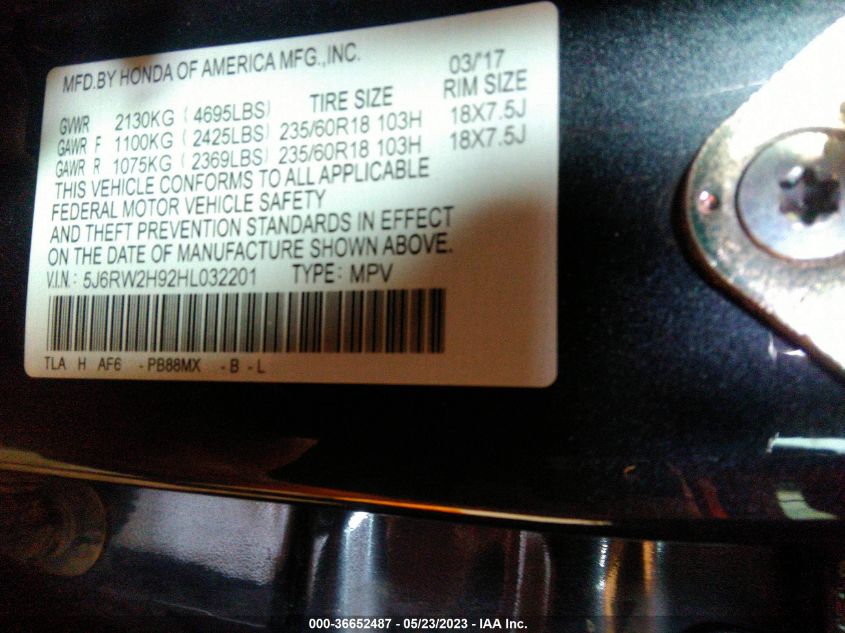 MFD.BY HONDA OF AMERICA MFG.,INC. 03/'17
TIRE SIZE RIM SIZE
GVWR 2130KG ( 4695LBS)
GAWR F 1100KG ( 2425LBS) 235/60R18 103H 18X7.5J
GAWR R 1075KG ( 2369LBS) 235/60R18 103H 18X7.5J
THIS VEHICLE CONFORMS TO ALL APPLICABLE
FEDERAL MOTOR VEHICLE SAFETY
AND THEFT PREVENTION STANDARDS IN EFFECT
ON THE DATE OF MANUFACTURE SHOWN ABOVE.
V.I.N.: 5J6RW2H92HL032201 TYPE: MPV
TLA H AF6 - PB88MX - B - L
000-36652487 - 05/23/2023 - IAA Inc.